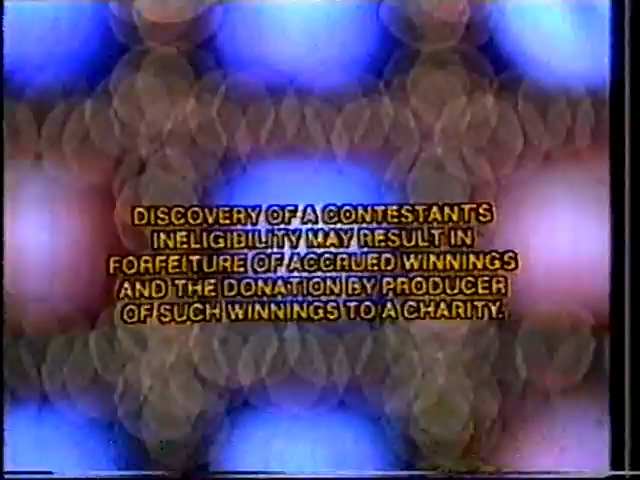 DISCOVERY OF A CONTESTANT'S
INELIGIBILITY MAY RESULT IN
FORFEITURE OF ACCRUED WINNINGS
AND THE DONATION BY PRODUCER
OF SUCH WINNINGS TO A CHARITY.